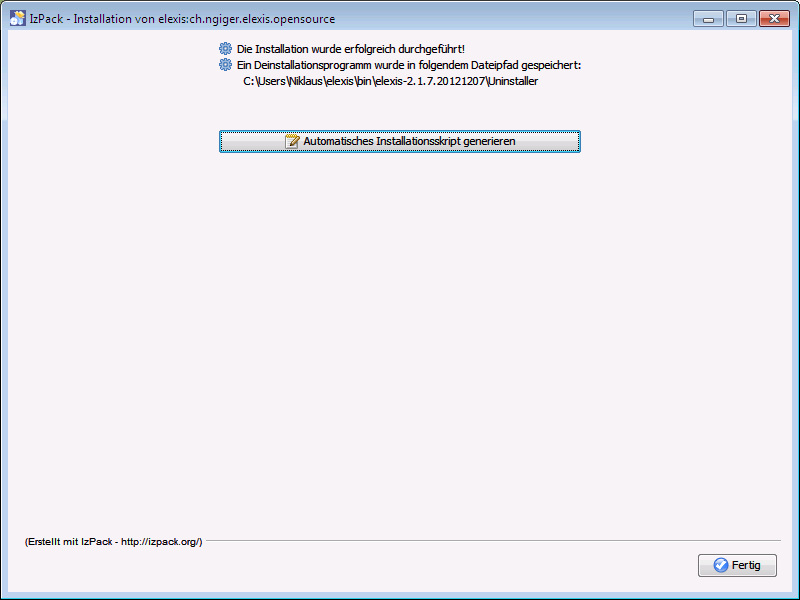 IzPack - Installation von elexis:ch.ngiger.elexis.opensource
Die Installation wurde erfolgreich durchgeführt!
Ein Deinstallationsprogramm wurde in folgendem Dateipfad gespeichert:
C:\Users\Niklaus\elexis\bin\elexis-2.1.7.20121207\Uninstaller
Automatisches Installationsskript generieren
(Erstellt mit IzPack - http://izpack.org/)
Fertig